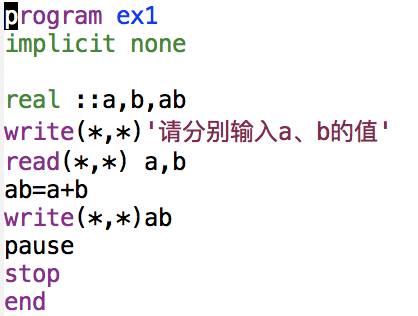 program ex1
implicit none
real ::a,b,ab
write(*,*)'请分别输入a、b的值'
read(*,*) a,b
ab=a+b
write(*,*)ab
pause
stop
end